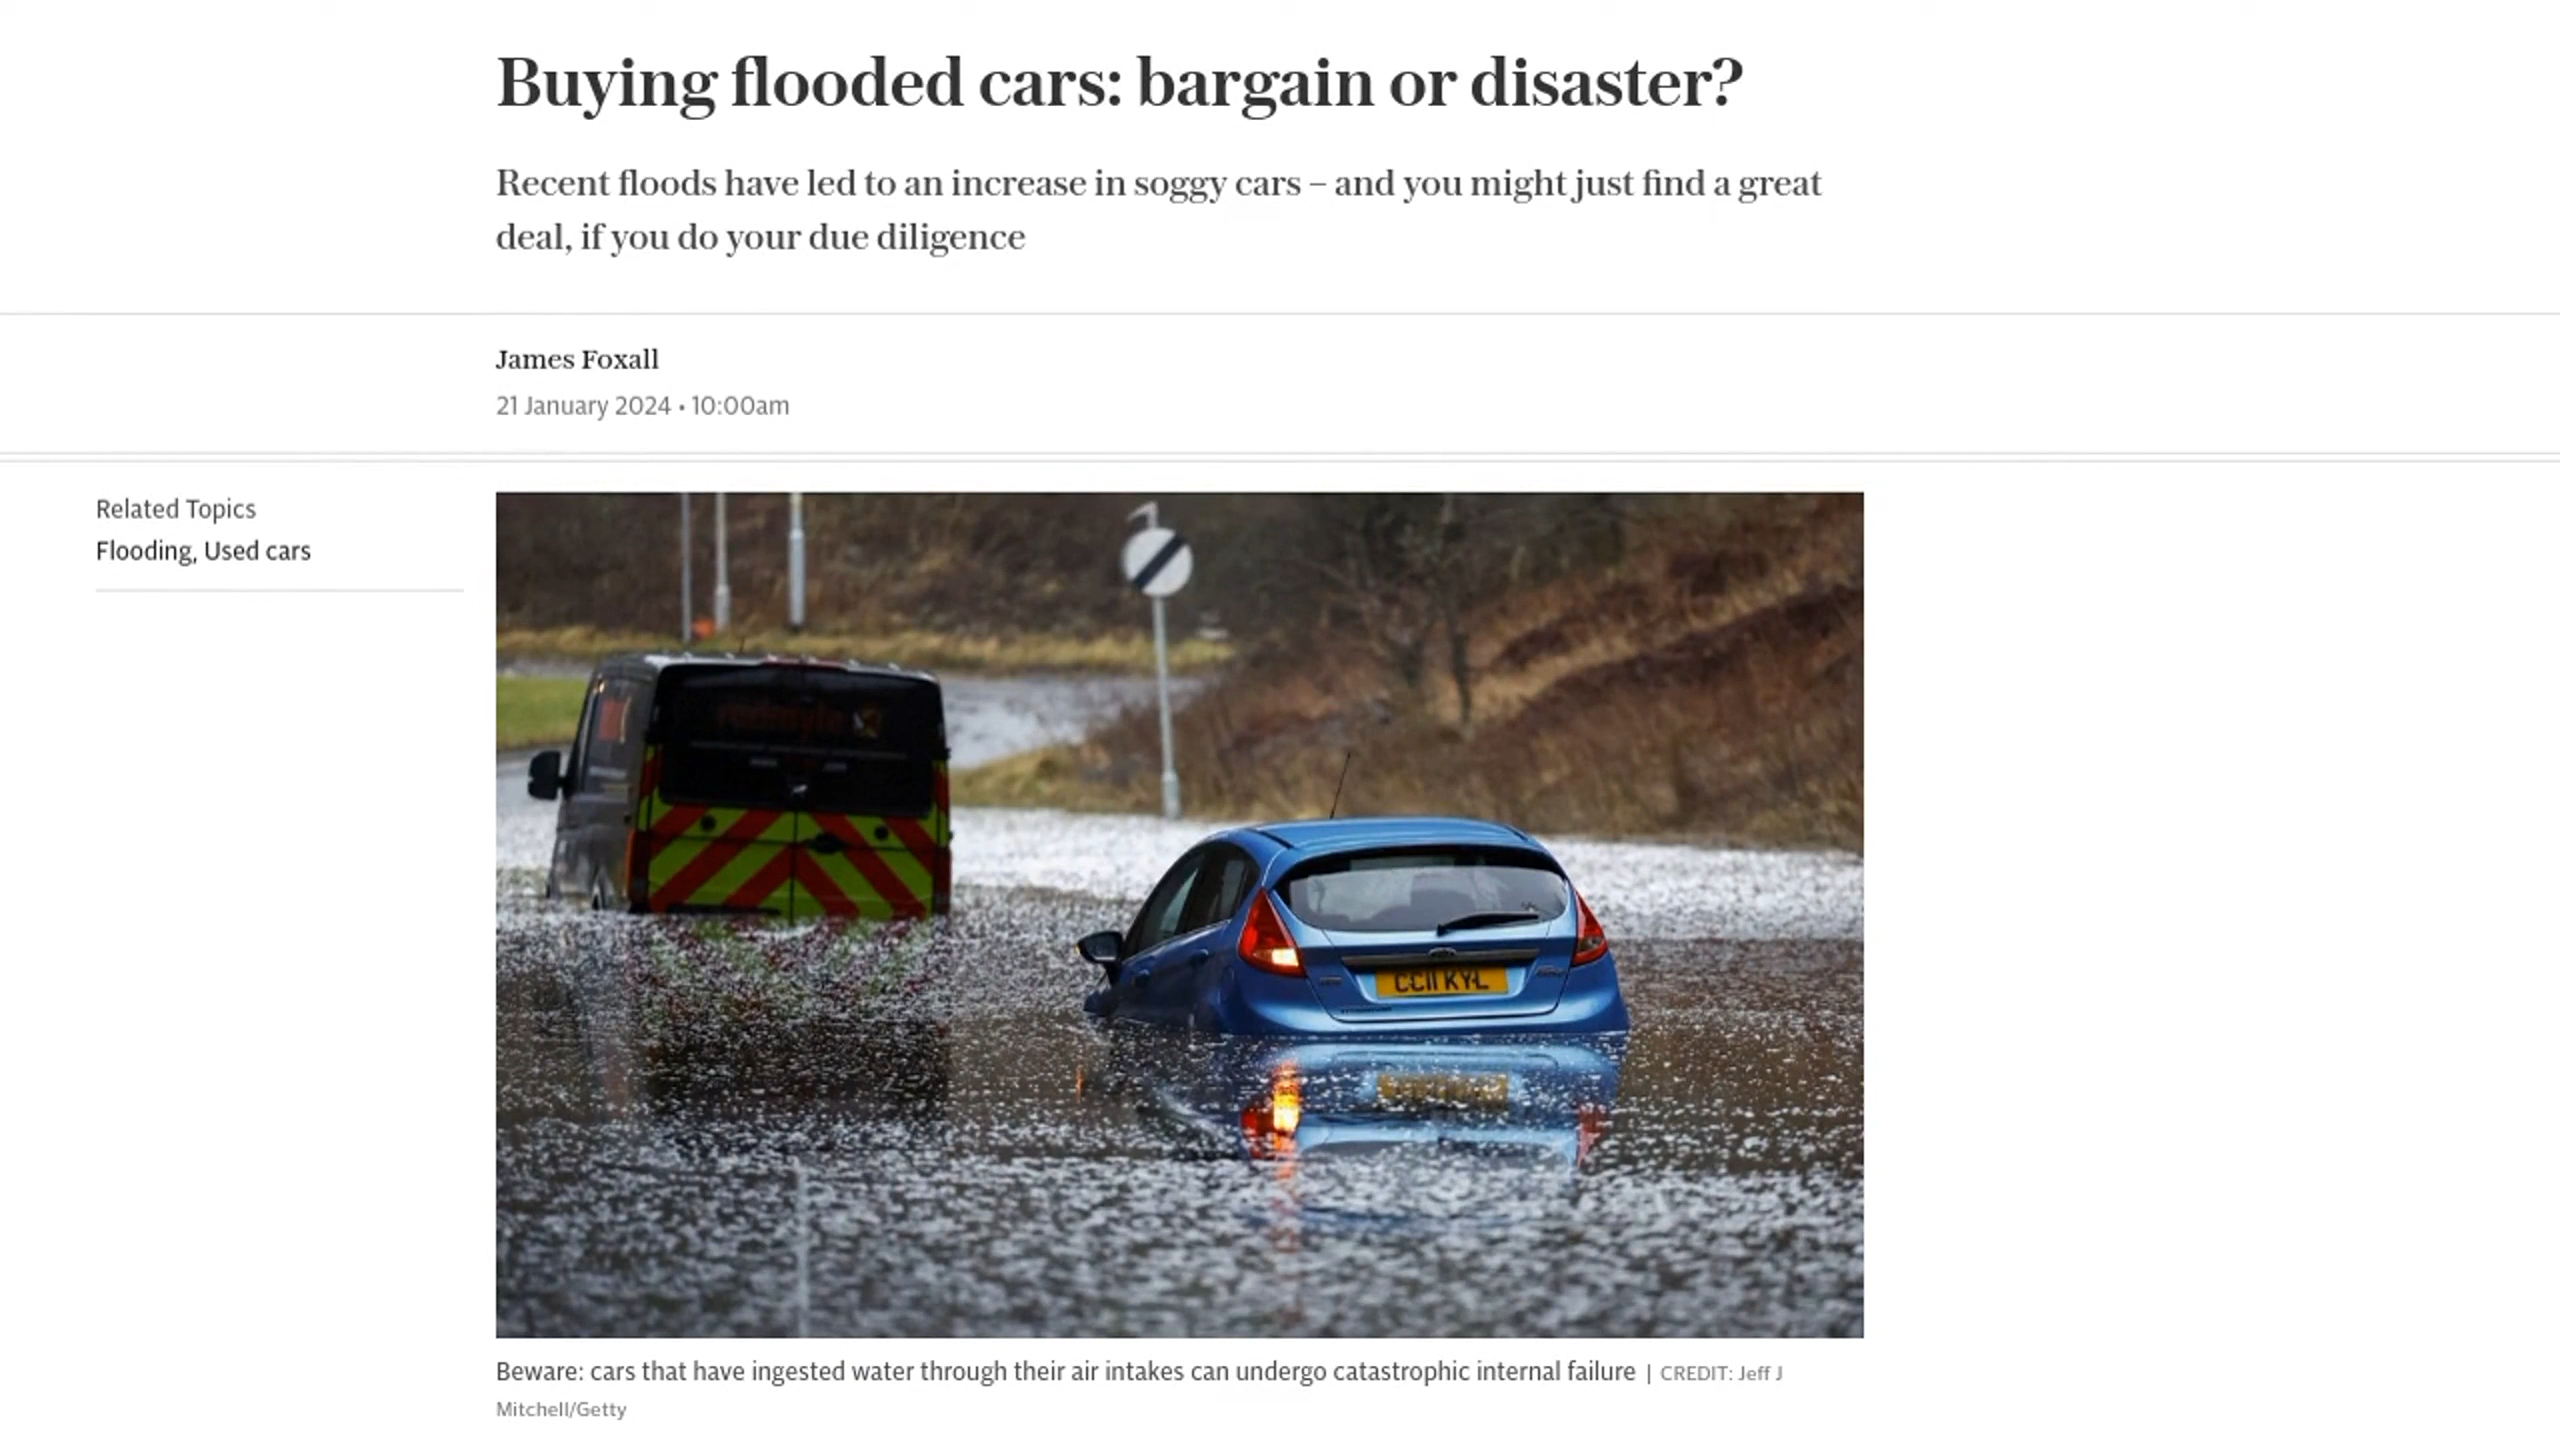 Buying flooded cars: bargain or disaster?
Recent floods have led to an increase in soggy cars – and you might just find a great
deal, if you do your due diligence
James Foxall
21 January 2024 • 10:00am
Related Topics
Flooding, Used cars
CC11 KYL
Beware: cars that have ingested water through their air intakes can undergo catastrophic internal failure | CREDIT: Jeff J
Mitchell/Getty